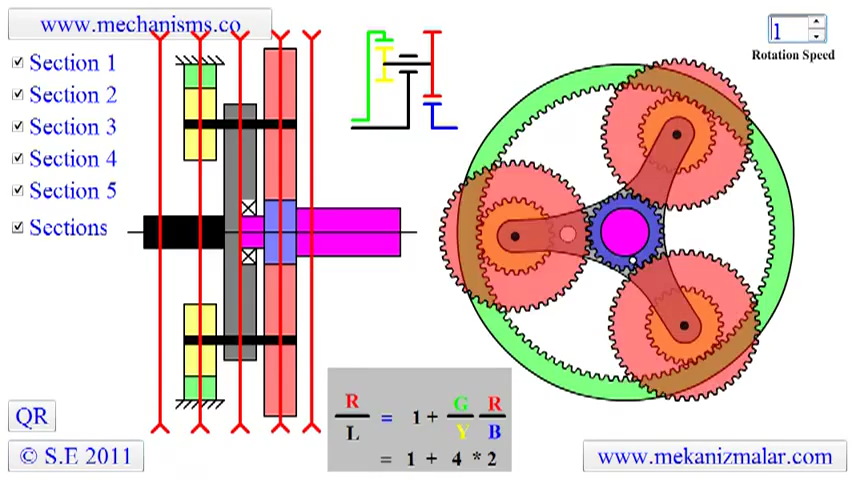 www.mechanisms.co
Section 1
Section 2
Section 3
Section 4
Section 5
Sections
1
Rotation Speed
R G R
— = 1 + — —
L Y B
= 1 + 4 * 2
QR
© S.E 2011
www.mekanizmalar.com